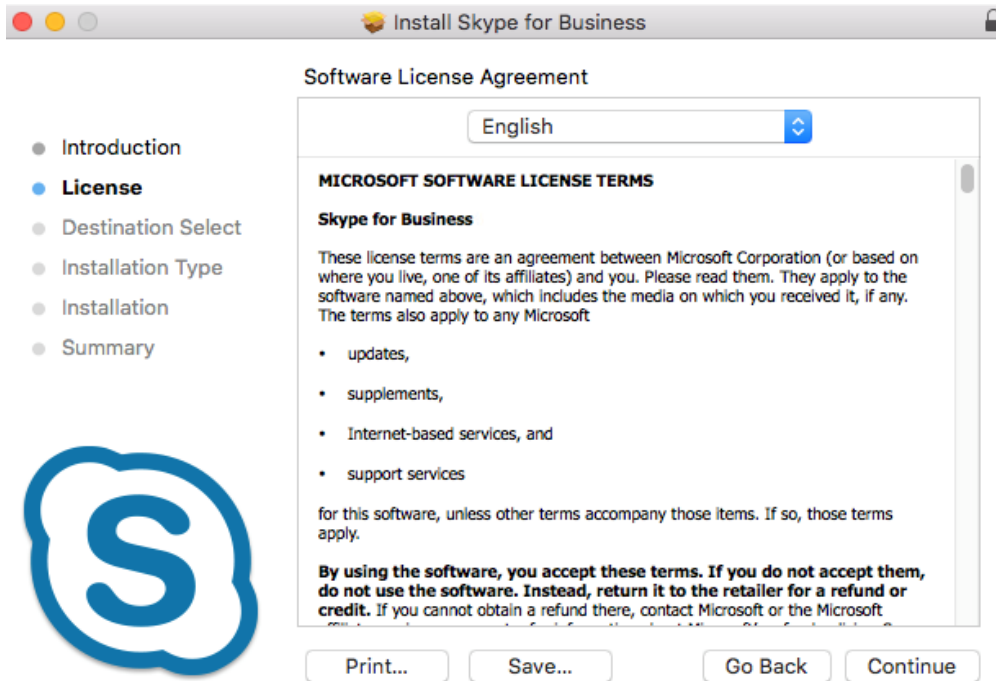 Install Skype for Business
Software License Agreement
English
Introduction
License
Destination Select
Installation Type
Installation
Summary
MICROSOFT SOFTWARE LICENSE TERMS
Skype for Business
These license terms are an agreement between Microsoft Corporation (or based on
where you live, one of its affiliates) and you. Please read them. They apply to the
software named above, which includes the media on which you received it, if any.
The terms also apply to any Microsoft
• updates,
• supplements,
• Internet-based services, and
• support services
for this software, unless other terms accompany those items. If so, those terms
apply.
By using the software, you accept these terms. If you do not accept them,
do not use the software. Instead, return it to the retailer for a refund or
credit. If you cannot obtain a refund there, contact Microsoft or the Microsoft
S
Print...
Save...
Go Back
Continue